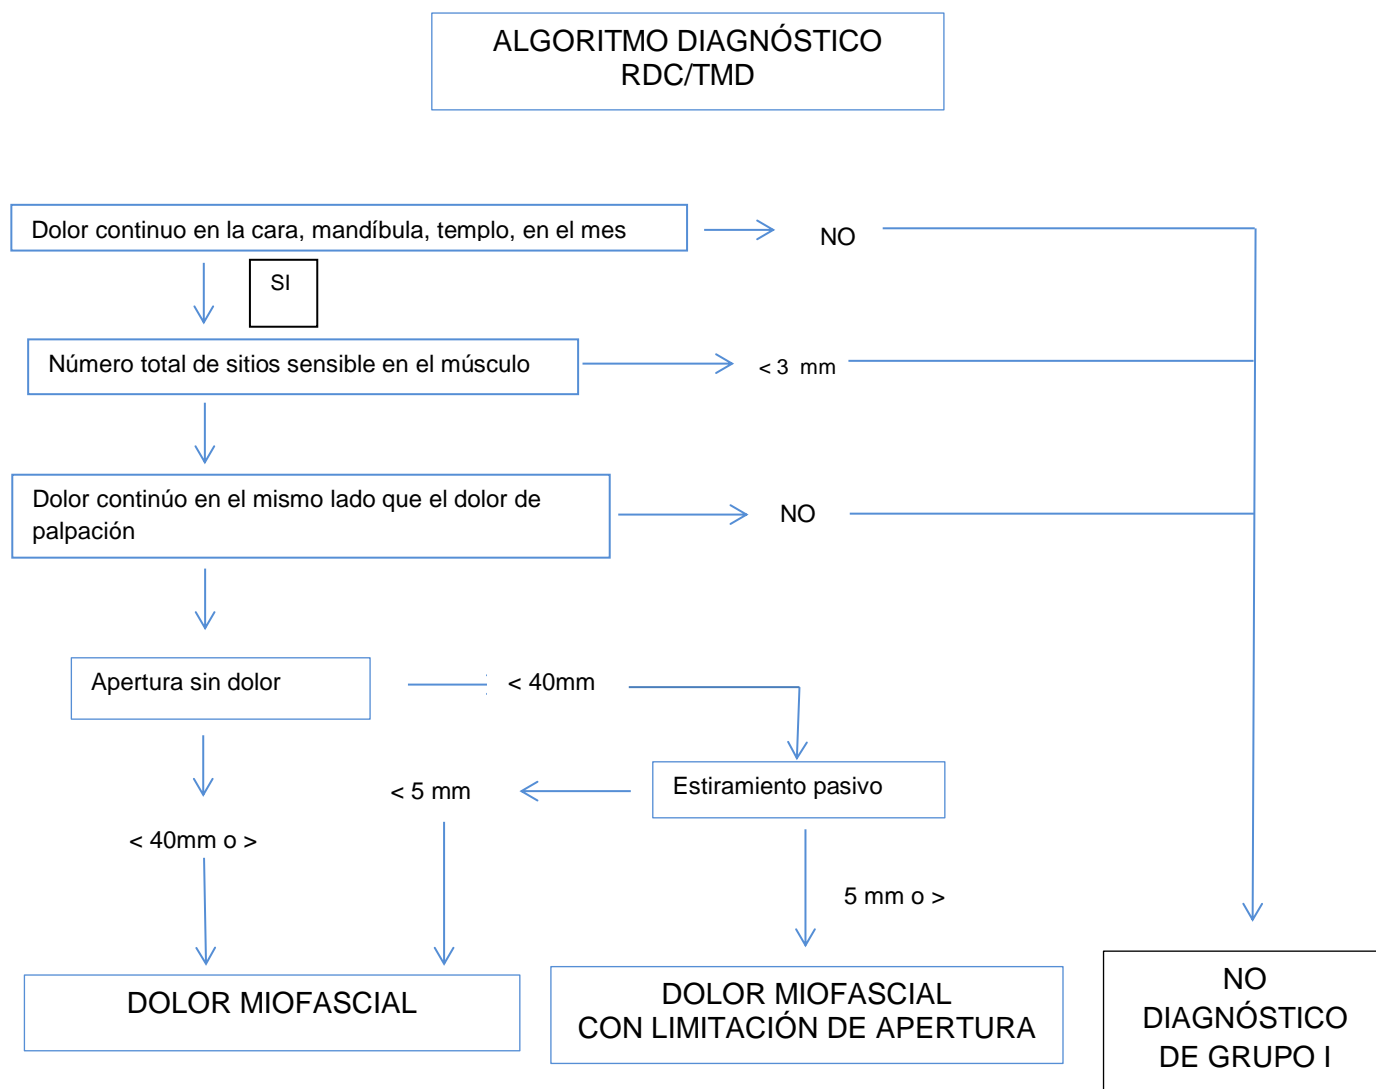 ALGORITMO DIAGNÓSTICO
RDC/TMD
Dolor continuo en la cara, mandíbula, templo, en el mes
NO
SI
Número total de sitios sensible en el músculo
< 3 mm
Dolor continúo en el mismo lado que el dolor de
palpación
NO
Apertura sin dolor
< 40mm
Estiramiento pasivo
< 5 mm
< 40mm o >
5 mm o >
DOLOR MIOFASCIAL
DOLOR MIOFASCIAL
CON LIMITACIÓN DE APERTURA
NO
DIAGNÓSTICO
DE GRUPO I